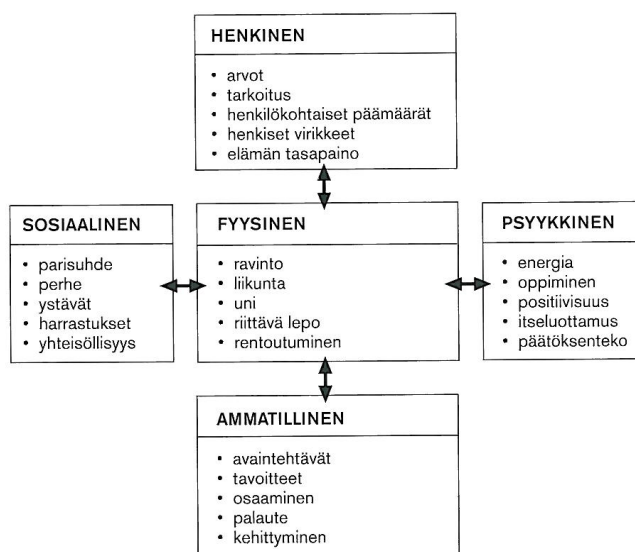 HENKINEN
• arvot
• tarkoitus
• henkilökohtaiset päämäärät
• henkiset virikkeet
• elämän tasapaino
SOSIAALINEN
• parisuhde
• perhe
• ystävät
• harrastukset
• yhteisöllisyys
FYYSINEN
• ravinto
• liikunta
• uni
• riittävä lepo
• rentoutuminen
PSYYKKINEN
• energia
• oppiminen
• positiivisuus
• itseluottamus
• päätöksenteko
AMMATILLINEN
• avaintehtävät
• tavoitteet
• osaaminen
• palaute
• kehittyminen